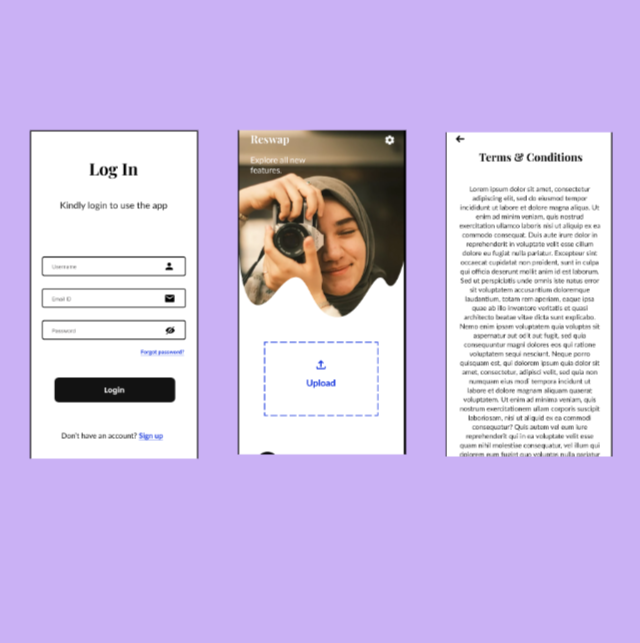 Log In
Kindly login to use the app
Username
Email ID
Password
Forgot password?
Login
Don't have an account? Sign up
Reswap
Explore all new
features.
Upload
Terms & Conditions
Lorem ipsum dolor sit amet, consectetur
adipiscing elit, sed do eiusmod tempor
incididunt ut labore et dolore magna aliqua. Ut
enim ad minim veniam, quis nostrud
exercitation ullamco laboris nisi ut aliquip ex ea
commodo consequat. Duis aute irure dolor in
reprehenderit in voluptate velit esse cillum
dolore eu fugiat nulla pariatur. Excepteur sint
occaecat cupidatat non proident, sunt in culpa
qui officia deserunt mollit anim id est laborum.
Sed ut perspiciatis unde omnis iste natus error
sit voluptatem accusantium doloremque
laudantium, totam rem aperiam, eaque ipsa
quae ab illo inventore veritatis et quasi
architecto beatae vitae dicta sunt explicabo.
Nemo enim ipsam voluptatem quia voluptas sit
aspernatur aut odit aut fugit, sed quia
consequuntur magni dolores eos qui ratione
voluptatem sequi nesciunt. Neque porro
quisquam est, qui dolorem ipsum quia dolor sit
amet, consectetur, adipisci velit, sed quia non
numquam eius modi tempora incidunt ut
labore et dolore magnam aliquam quaerat
voluptatem. Ut enim ad minima veniam, quis
nostrum exercitationem ullam corporis suscipit
laboriosam, nisi ut aliquid ex ea commodi
consequatur? Quis autem vel eum iure
reprehenderit qui in ea voluptate velit esse
quam nihil molestiae consequatur, vel illum qui
dolorem eum fugiat quo voluptas nulla pariatur